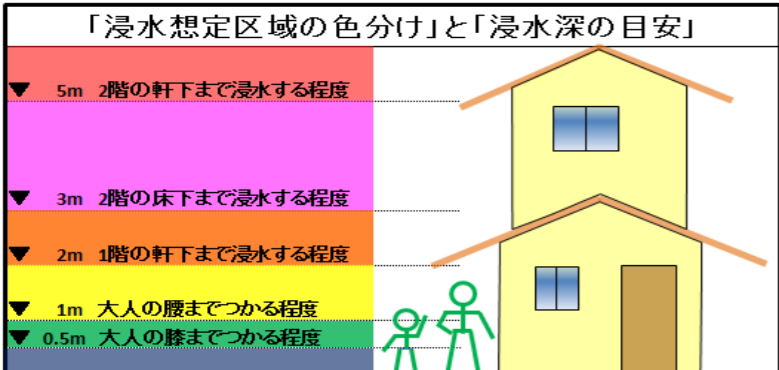 「浸水想定区域の色分け」と「浸水深の目安」
▼ 5m 2階の軒下まで浸水する程度
▼ 3m 2階の床下まで浸水する程度
▼ 2m 1階の軒下まで浸水する程度
▼ 1m 大人の腰までつかる程度
▼ 0.5m 大人の膝までつかる程度